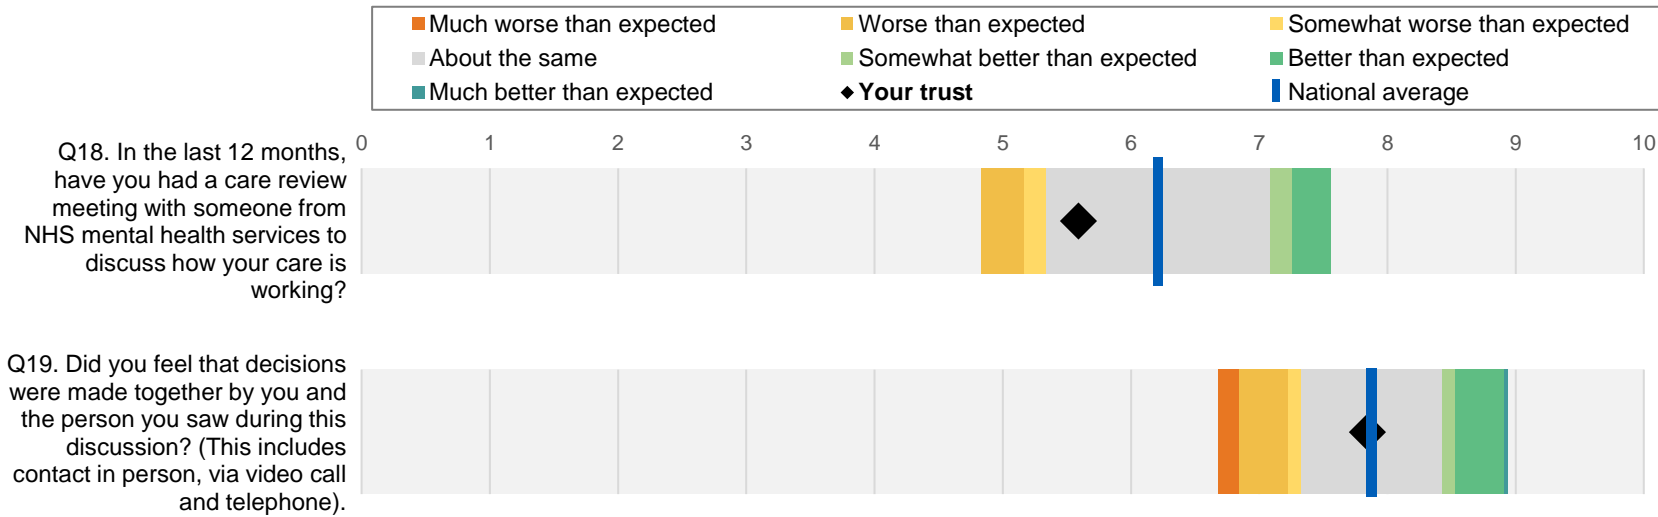 Much worse than expected Worse than expected Somewhat worse than expected
About the same Somewhat better than expected Better than expected
Much better than expected Your trust National average
0 1 2 3 4 5 6 7 8 9 10
Q18. In the last 12 months,
have you had a care review
meeting with someone from
NHS mental health services to
discuss how your care is
working?
Q19. Did you feel that decisions
were made together by you and
the person you saw during this
discussion? (This includes
contact in person, via video call
and telephone).